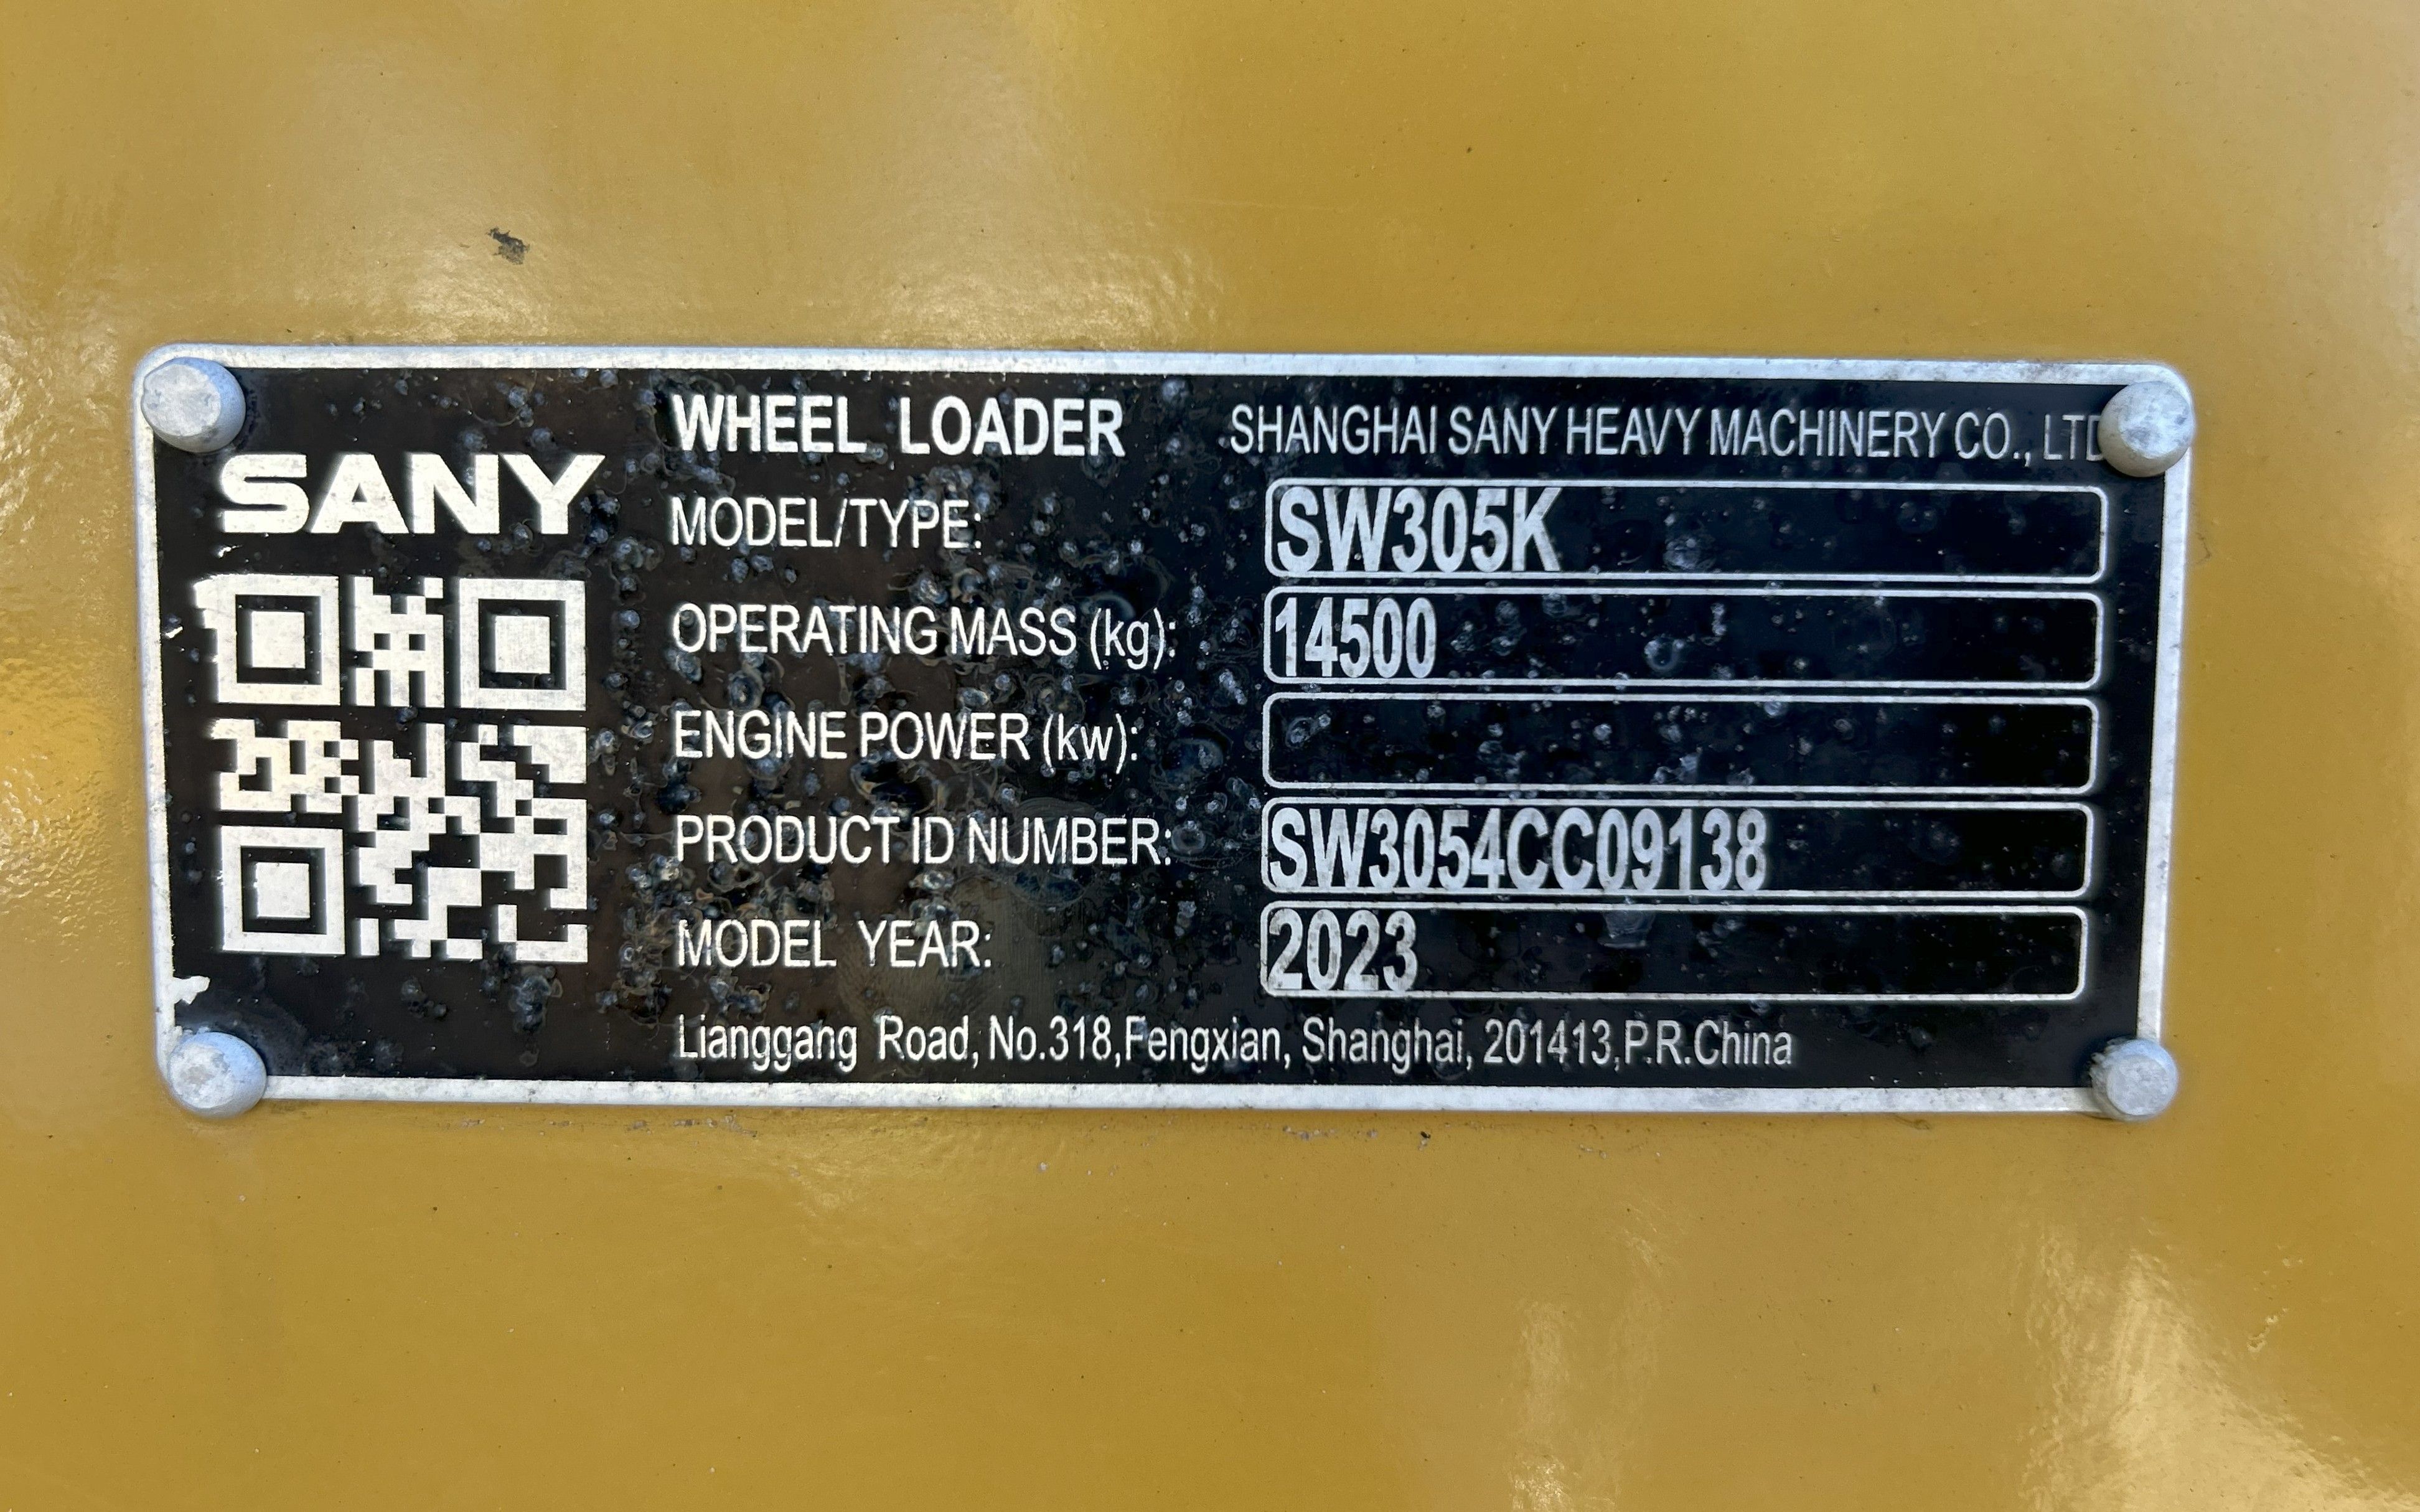 SANY
WHEEL LOADER
SHANGHAI SANY HEAVY MACHINERY CO., LTD
MODEL/TYPE: SW305K
OPERATING MASS (kg): 14500
ENGINE POWER (kw):
PRODUCT ID NUMBER: SW3054CC09138
MODEL YEAR: 2023
Lianggang Road, No.318,Fengxian, Shanghai, 201413,P.R.China